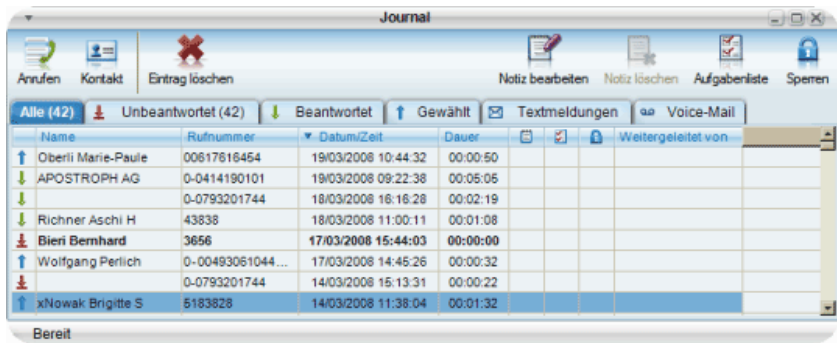 Journal
Anrufen Kontakt Eintrag löschen Notiz bearbeiten Notiz löschen Aufgabenliste Sperren
Alle (42) Unbeantwortet (42) Beantwortet Gewählt Textmeldungen Voice-Mail
Name Rufnummer Datum/Zeit Dauer Weitergeleitet von
Oberli Marie-Paule 00617616454 19/03/2008 10:44:32 00:00:50
APOSTROPH AG 0-0414190101 19/03/2008 09:22:38 00:05:05
0-0793201744 18/03/2008 16:16:28 00:02:19
Richner Aschi H 43838 18/03/2008 11:00:11 00:01:08
Bieri Bernhard 3656 17/03/2008 15:44:03 00:00:00
Wolfgang Perlich 0-00493061044... 17/03/2008 14:45:26 00:00:32
0-0793201744 14/03/2008 15:13:31 00:00:22
xNowak Brigitte S 5183828 14/03/2008 11:38:04 00:01:32
Bereit